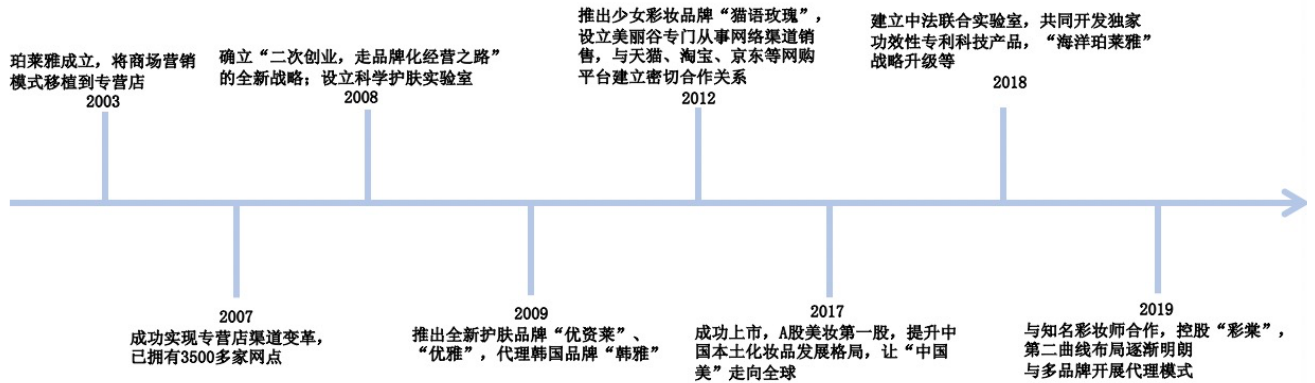 珀莱雅成立，将商场营销
模式移植到专营店
2003
确立“二次创业，走品牌化经营之路”
的全新战略；设立科学护肤实验室
2008
推出少女彩妆品牌“猫语玫瑰”，
设立美丽谷专门从事网络渠道销
售，与天猫、淘宝、京东等网购
平台建立密切合作关系
2012
建立中法联合实验室，共同开发独家
功效性专利科技产品，“海洋珀莱雅”
战略升级等
2018
2007
成功实现专营店渠道变革，
已拥有3500多家网点
2009
推出全新护肤品牌“优资莱”、
“优雅”，代理韩国品牌“韩雅”
2017
成功上市，A股美妆第一股，提升中
国本土化妆品发展格局，让“中国
美”走向全球
2019
与知名彩妆师合作，控股“彩棠”，
第二曲线布局逐渐明朗
与多品牌开展代理模式